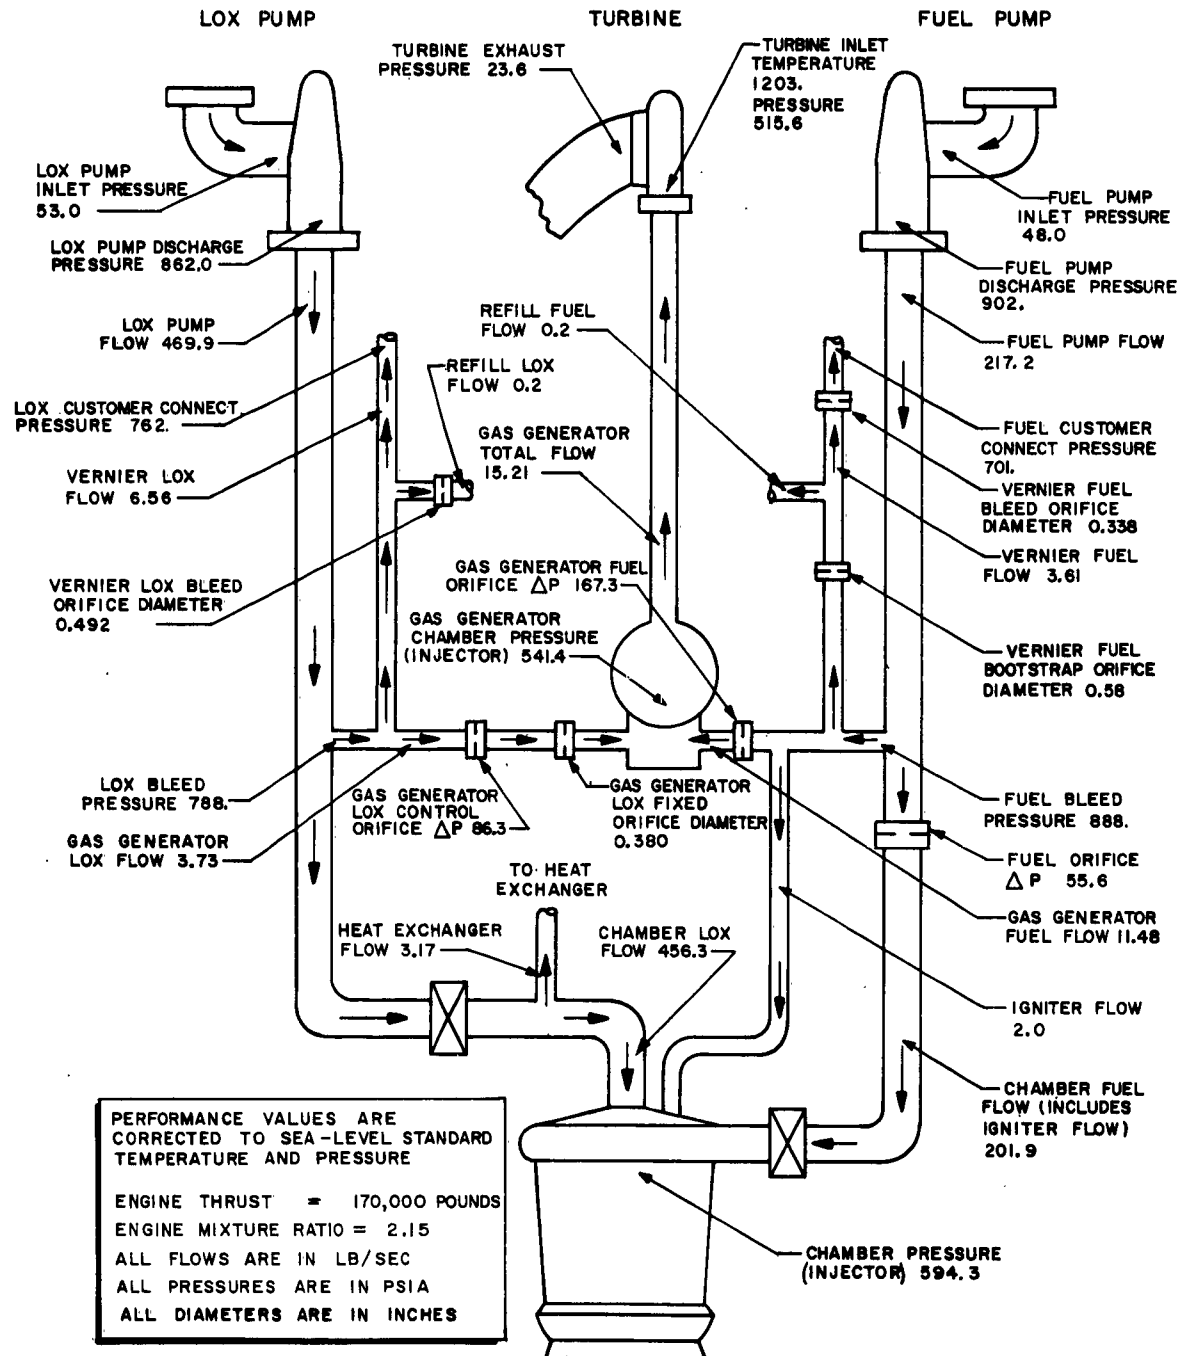 LOX PUMP
TURBINE
FUEL PUMP
TURBINE EXHAUST
PRESSURE 23.6
TURBINE INLET
TEMPERATURE
1203.
PRESSURE
515.6
LOX PUMP
INLET PRESSURE
53.0
FUEL PUMP
INLET PRESSURE
48.0
LOX PUMP DISCHARGE
PRESSURE 862.0
FUEL PUMP
DISCHARGE PRESSURE
902.
LOX PUMP
FLOW 469.9
REFILL FUEL
FLOW 0.2
FUEL PUMP FLOW
217.2
REFILL LOX
FLOW 0.2
LOX CUSTOMER CONNECT
PRESSURE 762.
GAS GENERATOR
TOTAL FLOW
15.21
FUEL CUSTOMER
CONNECT PRESSURE
701.
VERNIER LOX
FLOW 6.56
VERNIER FUEL
BLEED ORIFICE
DIAMETER 0.338
VERNIER FUEL
FLOW 3.61
GAS GENERATOR FUEL
ORIFICE ΔP 167.3
VERNIER LOX BLEED
ORIFICE DIAMETER
0.492
GAS GENERATOR
CHAMBER PRESSURE
(INJECTOR) 541.4
VERNIER FUEL
BOOTSTRAP ORIFICE
DIAMETER 0.58
LOX BLEED
PRESSURE 788.
GAS GENERATOR
LOX CONTROL
ORIFICE ΔP 86.3
GAS GENERATOR
LOX FIXED
ORIFICE DIAMETER
0.380
FUEL BLEED
PRESSURE 888.
GAS GENERATOR
LOX FLOW 3.73
FUEL ORIFICE
ΔP 55.6
TO HEAT
EXCHANGER
GAS GENERATOR
FUEL FLOW 11.48
HEAT EXCHANGER
FLOW 3.17
CHAMBER LOX
FLOW 456.3
IGNITER FLOW
2.0
CHAMBER FUEL
FLOW (INCLUDES
IGNITER FLOW)
201.9
PERFORMANCE VALUES ARE
CORRECTED TO SEA-LEVEL STANDARD
TEMPERATURE AND PRESSURE
ENGINE THRUST = 170,000 POUNDS
ENGINE MIXTURE RATIO = 2.15
ALL FLOWS ARE IN LB/SEC
ALL PRESSURES ARE IN PSIA
ALL DIAMETERS ARE IN INCHES
CHAMBER PRESSURE
(INJECTOR) 594.3